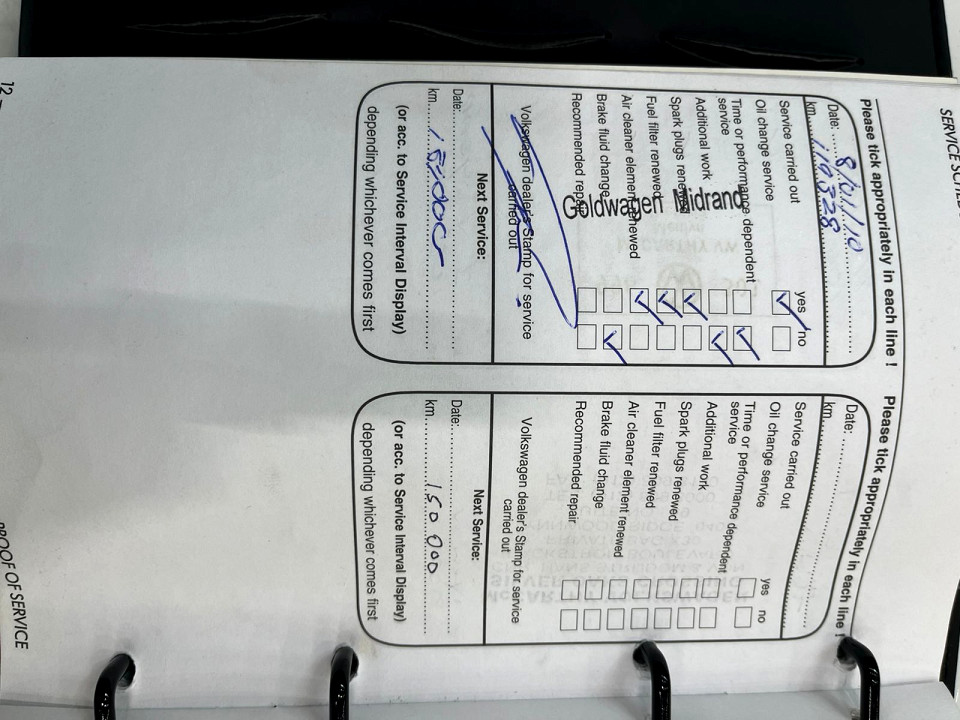 SERVICE SCHED
Please tick appropriately in each line !
Date: 8/01/10
km 119328
Service carried out
yes no
Oil change service
Time or performance dependent
service
Additional work
Spark plugs renewed
Fuel filter renewed
Air cleaner element renewed
Brake fluid change
Recommended repair
Goldwagen Midrand
Volkswagen dealer's Stamp for service
carried out
Next Service:
Date:
km
(or acc. to Service Interval Display)
depending whichever comes first
12
Please tick appropriately in each line !
Date:
km
Service carried out
yes no
Oil change service
Time or performance dependent
service
Additional work
Spark plugs renewed
Fuel filter renewed
Air cleaner element renewed
Brake fluid change
Recommended repair
Volkswagen dealer's Stamp for service
carried out
Next Service:
Date:
km 150 000
(or acc. to Service Interval Display)
depending whichever comes first
PROOF OF SERVICE